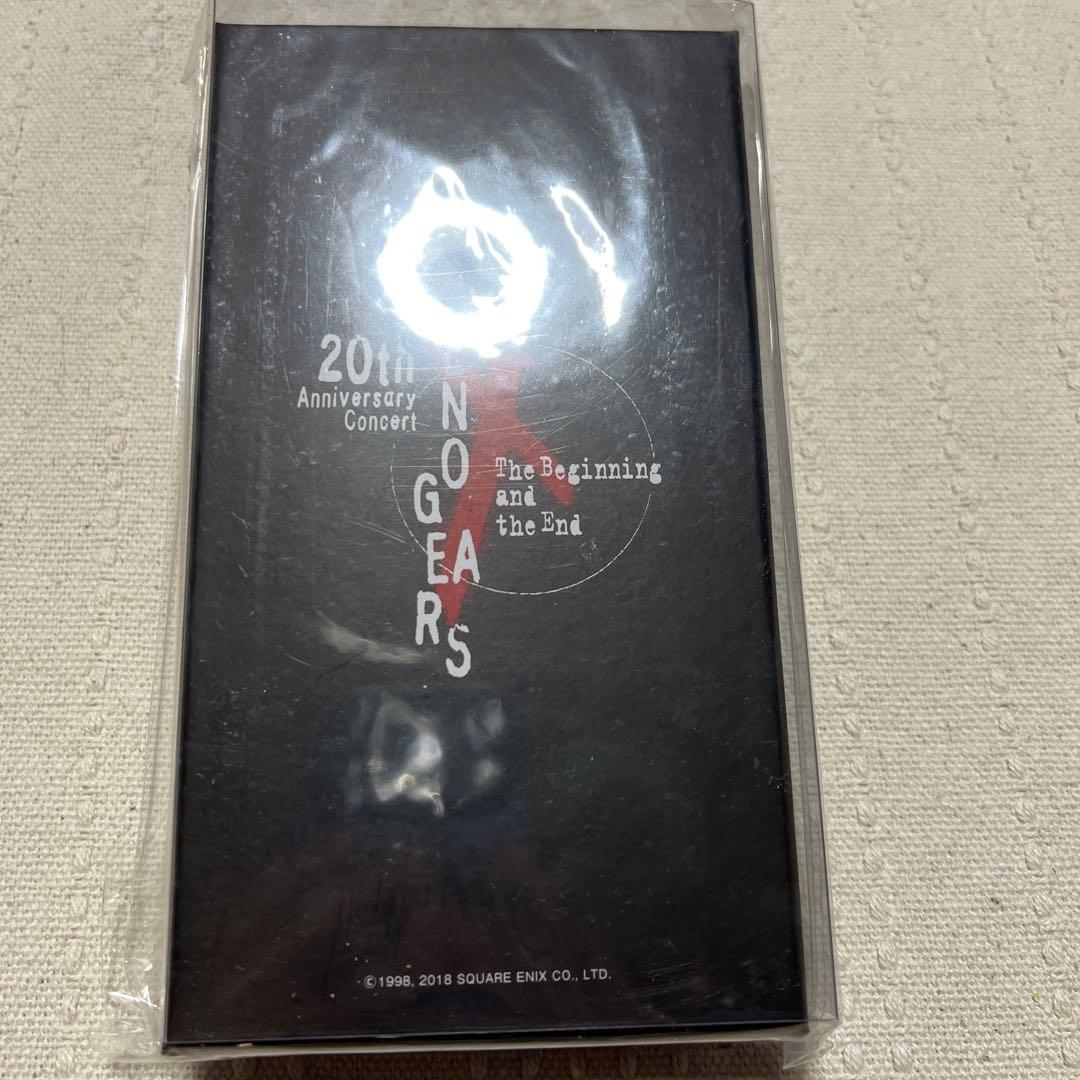 20th
Anniversary
Concert
NO
GEARS
The Beginning
and
the End
©1998, 2018 SQUARE ENIX CO., LTD.